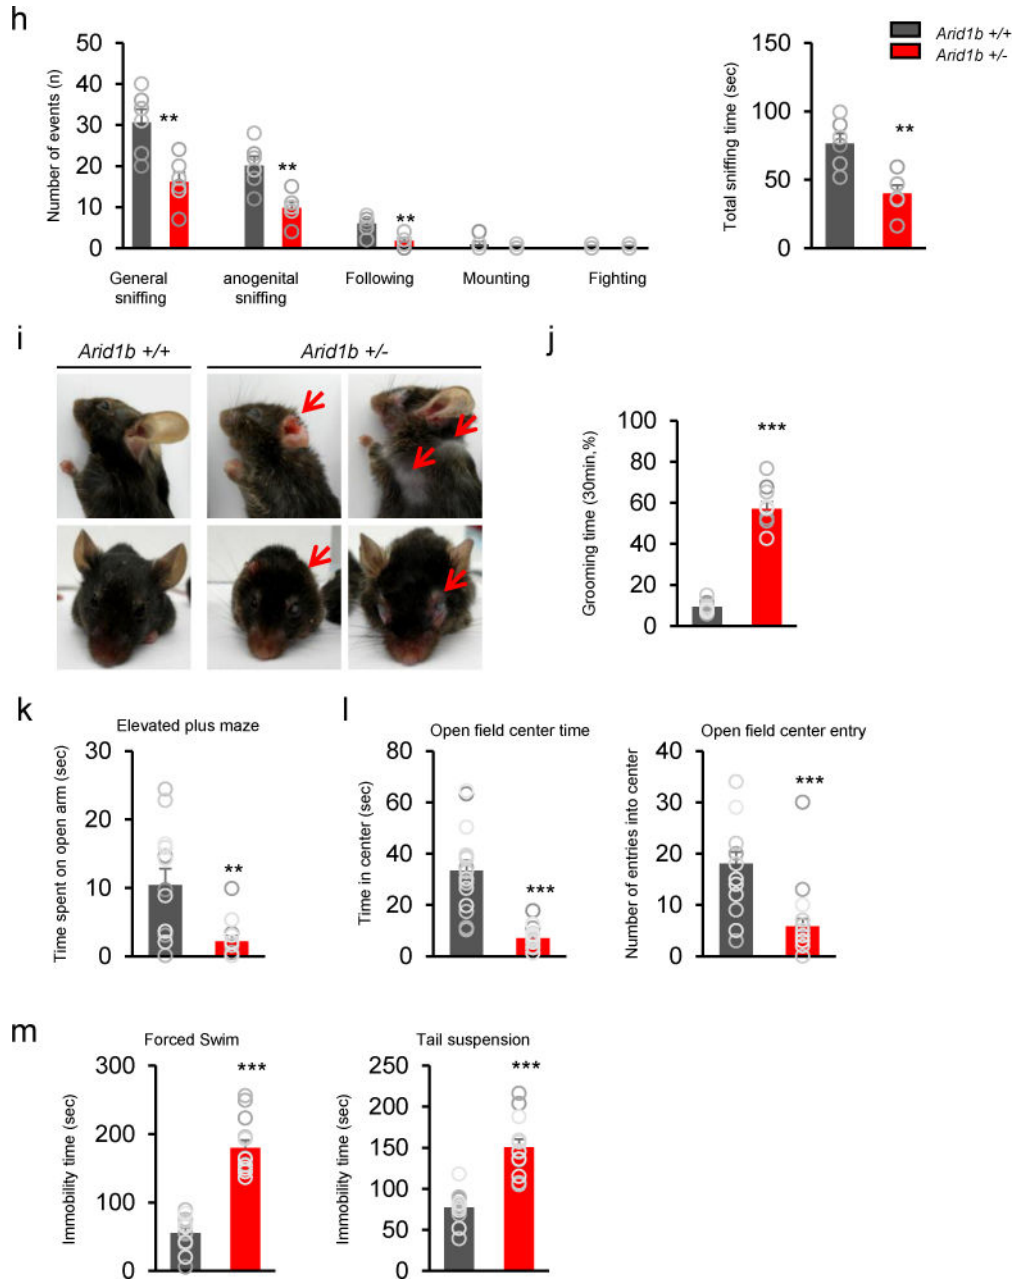 h
Number of events (n)
50
40
30
20
10
0
**
**
**
General
sniffing
anogenital
sniffing
Following
Mounting
Fighting
Total sniffing time (sec)
150
100
50
0
**
Arid1b +/+
Arid1b +/-
i
Arid1b +/+
Arid1b +/-
j
Grooming time (30min,%)
100
80
60
40
20
0
***
k
Elevated plus maze
Time spent on open arm (sec)
30
20
10
0
**
l
Open field center time
Time in center (sec)
80
60
40
20
0
***
Open field center entry
Number of entries into center
40
30
20
10
0
***
m
Forced Swim
Immobility time (sec)
300
200
100
0
***
Tail suspension
Immobility time (sec)
250
200
150
100
50
0
***